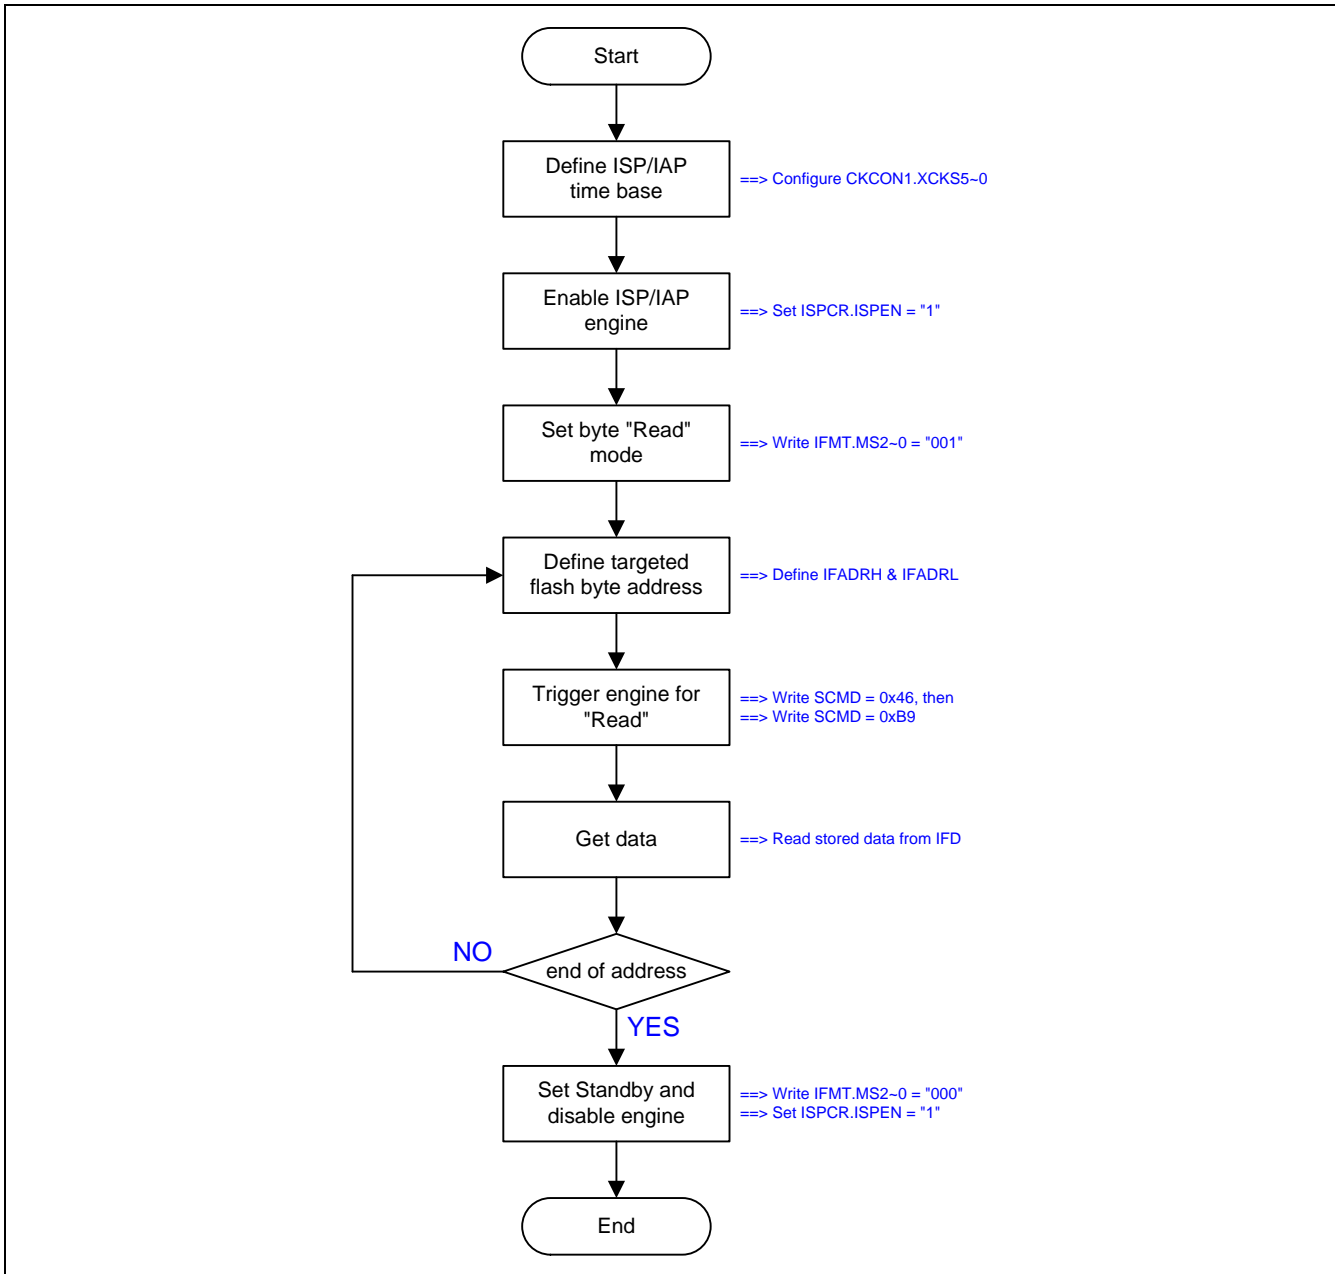 Start
Define ISP/IAP
time base
==> Configure CKCON1.XCKS5~0
Enable ISP/IAP
engine
==> Set ISPCR.ISPEN = "1"
Set byte "Read"
mode
==> Write IFMT.MS2~0 = "001"
Define targeted
flash byte address
==> Define IFADRH & IFADRL
Trigger engine for
"Read"
==> Write SCMD = 0x46, then
==> Write SCMD = 0xB9
Get data
==> Read stored data from IFD
NO
end of address
YES
Set Standby and
disable engine
==> Write IFMT.MS2~0 = "000"
==> Set ISPCR.ISPEN = "1"
End